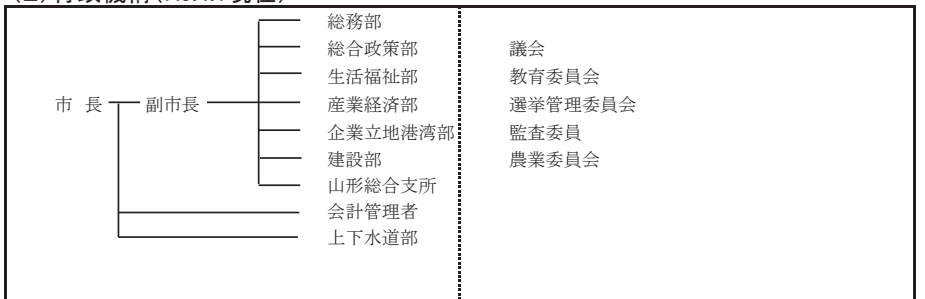 総務部
総合政策部
生活福祉部
市 長 副市長 産業経済部
企業立地港湾部
建設部
山形総合支所
会計管理者
上下水道部
議会
教育委員会
選挙管理委員会
監査委員
農業委員会